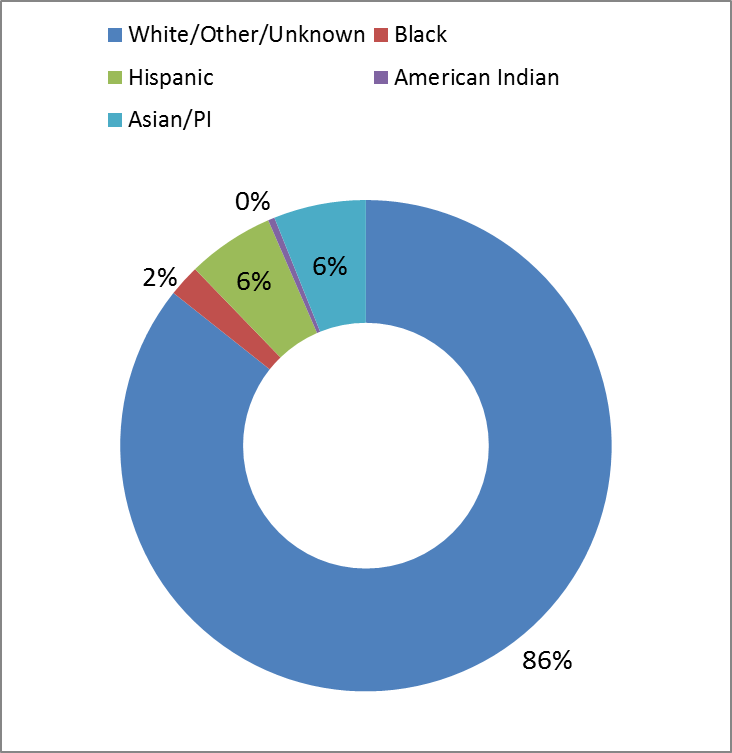 White/Other/Unknown Black
Hispanic American Indian
Asian/PI
0%
6%
2%
6%
86%